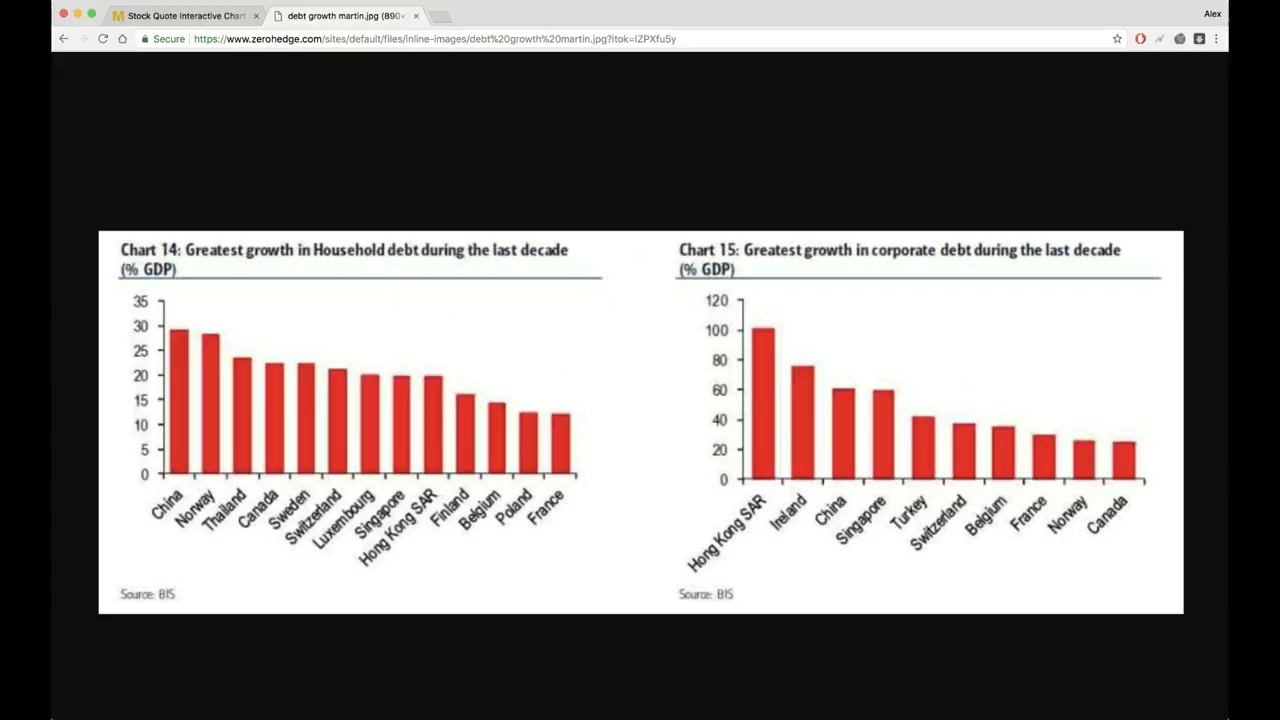 Stock Quote Interactive Chart
debt growth martin.jpg (890×
Alex
Secure
https://www.zerohedge.com/sites/default/files/inline-images/debt%20growth%20martin.jpg?itok=IZPXfu5y
Chart 14: Greatest growth in Household debt during the last decade
(% GDP)
35
30
25
20
15
10
5
0
China
Norway
Thailand
Canada
Sweden
Switzerland
Luxembourg
Singapore
Hong Kong SAR
Finland
Belgium
Poland
France
Source: BIS
Chart 15: Greatest growth in corporate debt during the last decade
(% GDP)
120
100
80
60
40
20
0
Hong Kong SAR
Ireland
China
Singapore
Turkey
Switzerland
Belgium
France
Norway
Canada
Source: BIS